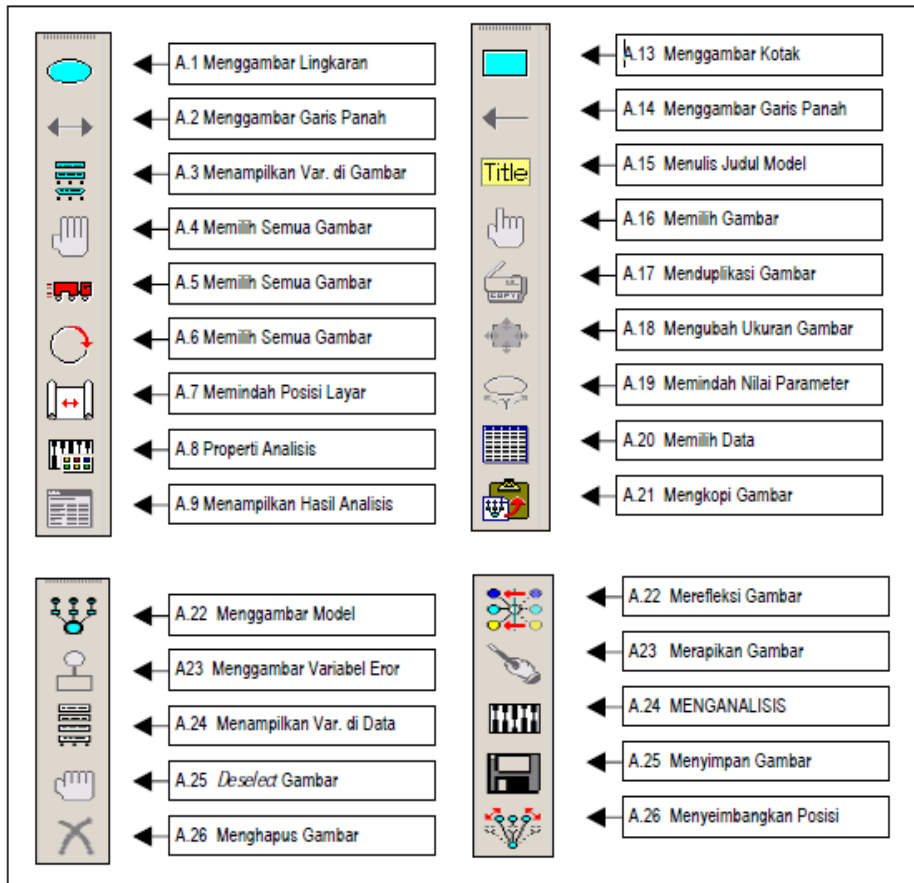 A.1 Menggambar Lingkaran
A.2 Menggambar Garis Panah
A.3 Menampilkan Var. di Gambar
A.4 Memilih Semua Gambar
A.5 Memilih Semua Gambar
A.6 Memilih Semua Gambar
A.7 Memindah Posisi Layar
A.8 Properti Analisis
A.9 Menampilkan Hasil Analisis
A.13 Menggambar Kotak
A.14 Menggambar Garis Panah
Title
A.15 Menulis Judul Model
A.16 Memilih Gambar
COPY
A.17 Menduplikasi Gambar
A.18 Mengubah Ukuran Gambar
A.19 Memindah Nilai Parameter
A.20 Memilih Data
A.21 Mengkopi Gambar
A.22 Menggambar Model
A23 Menggambar Variabel Eror
A.24 Menampilkan Var. di Data
A.25 Deselect Gambar
A.26 Menghapus Gambar
A.22 Merefleksi Gambar
A23 Merapikan Gambar
A.24 MENGANALISIS
A.25 Menyimpan Gambar
A.26 Menyeimbangkan Posisi